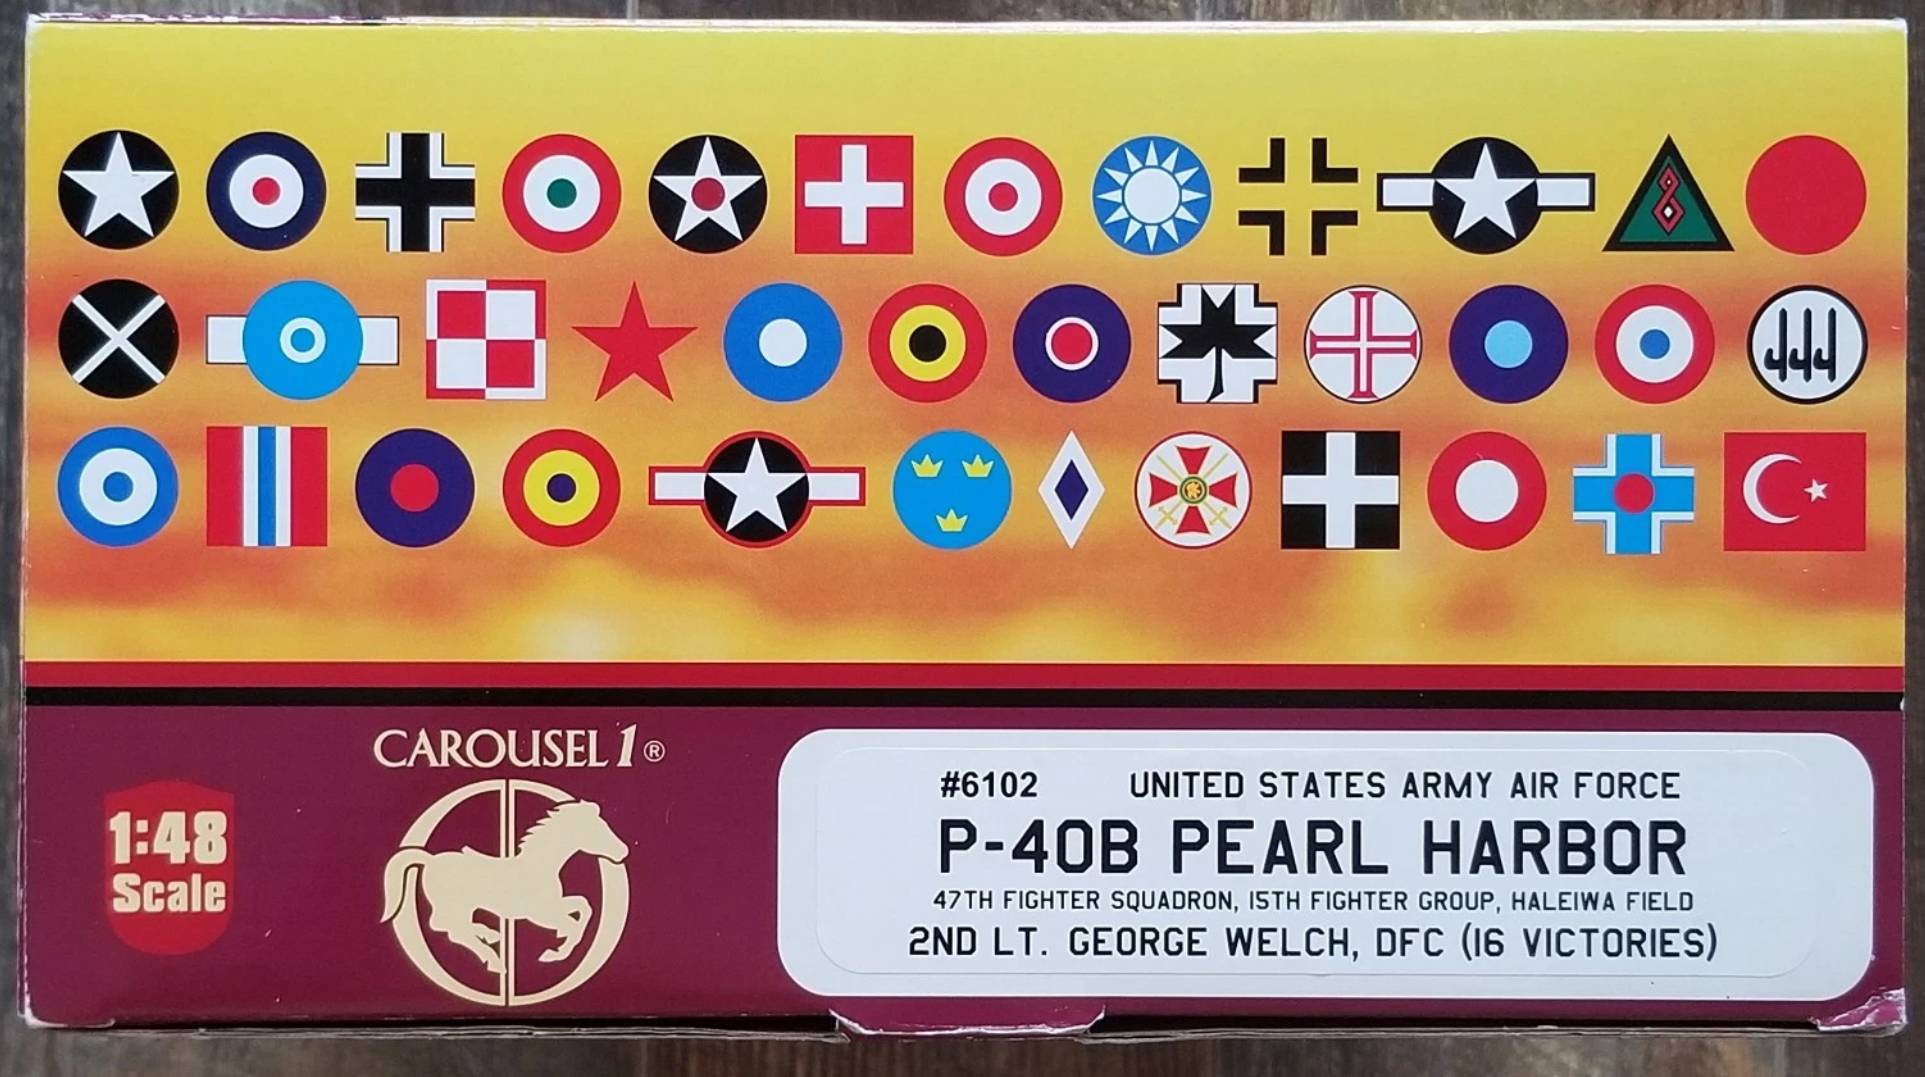 CAROUSEL 1®
1:48
Scale
#6102 UNITED STATES ARMY AIR FORCE
P-40B PEARL HARBOR
47TH FIGHTER SQUADRON, 15TH FIGHTER GROUP, HALEIWA FIELD
2ND LT. GEORGE WELCH, DFC (16 VICTORIES)